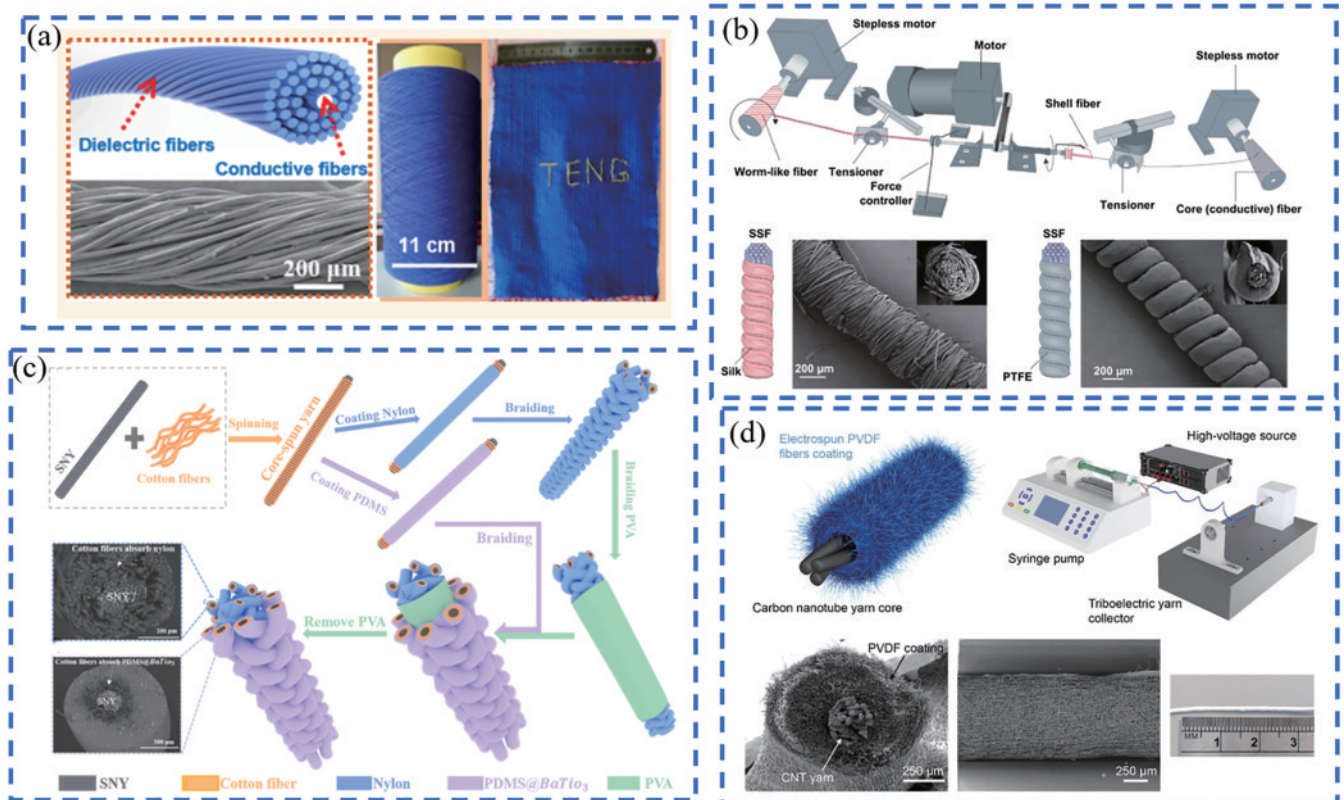 (a)
Dielectric fibers
Conductive fibers
200 μm
11 cm
TENG
(b)
Stepless motor
Motor
Stepless motor
Shell fiber
Worm-like fiber
Tensioner
Force
controller
Tensioner
Core (conductive) fiber
SSF
Silk
200 μm
SSF
PTFE
200 μm
(c)
SNY
Cotton fibers
Spinning
Core-spun yarn
Coating Nylon
Braiding
Coating PDMS
Braiding
Braiding PVA
Remove PVA
Cotton fibers absorb nylon
SNY
Cotton fibers absorb PDMS@BaTio3
SNY
500 μm
SNY
Cotton fiber
Nylon
PDMS@BaTio3
PVA
(d)
Electrospun PVDF
fibers coating
Carbon nanotube yarn core
High-voltage source
Syringe pump
Triboelectric yarn
collector
PVDF coating
CNT yarn
250 μm
250 μm
MM 1 2 3